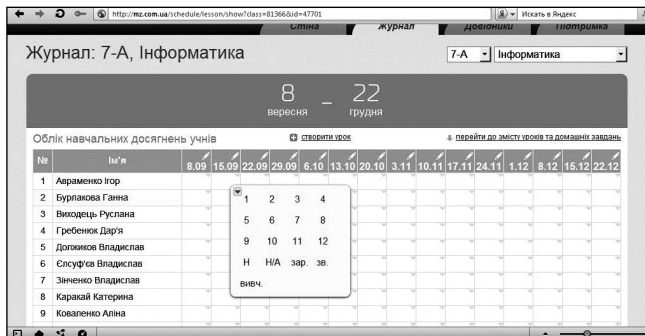 http://mz.com.ua/schedule/lesson/show?class=81366&id=47701
Искать в Яндекс
Стіна Журнал Довідники Підтримка
Журнал: 7-А, Інформатика
7-А Інформатика
8 _ 22
вересня грудня
Облік навчальних досягнень учнів створити урок перейти до змісту уроків та домашніх завдань
№ Ім'я 8.09 15.09 22.09 29.09 6.10 13.10 20.10 3.11 10.11 17.11 24.11 1.12 8.12 15.12 22.12
1 Авраменко Ігор
2 Бурлакова Ганна
3 Виходець Руслана
4 Гребенюк Дар'я
5 Должиков Владислав
6 Єлсуф'єв Владислав
7 Зінченко Владислав
8 Каракай Катерина
9 Коваленко Аліна
1 2 3 4
5 6 7 8
9 10 11 12
Н Н/А зар. зв.
вивч.